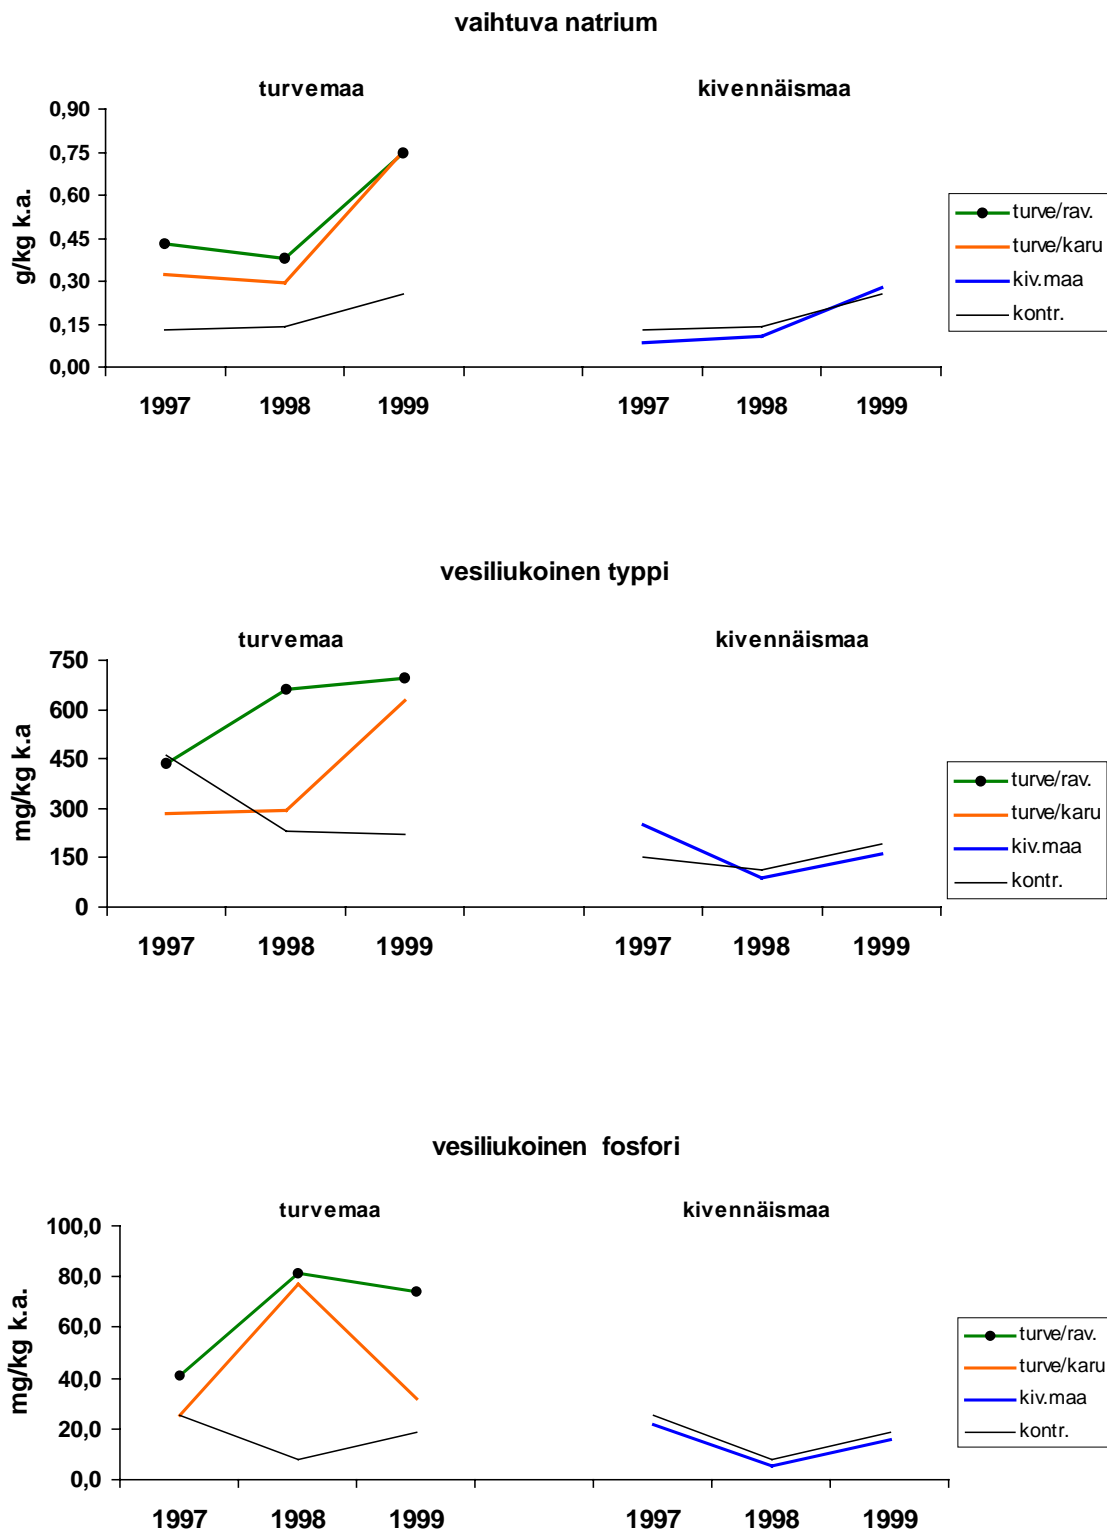 vaihtuva natrium
turvemaa kivennäismaa
0,90
0,75
0,60
0,45
0,30
0,15
0,00
g/kg k.a.
1997 1998 1999 1997 1998 1999
turve/rav.
turve/karu
kiv.maa
kontr.
vesiliukoinen typpi
turvemaa kivennäismaa
750
600
450
300
150
0
mg/kg k.a
1997 1998 1999 1997 1998 1999
turve/rav.
turve/karu
kiv.maa
kontr.
vesiliukoinen fosfori
turvemaa kivennäismaa
100,0
80,0
60,0
40,0
20,0
0,0
mg/kg k.a.
1997 1998 1999 1997 1998 1999
turve/rav.
turve/karu
kiv.maa
kontr.